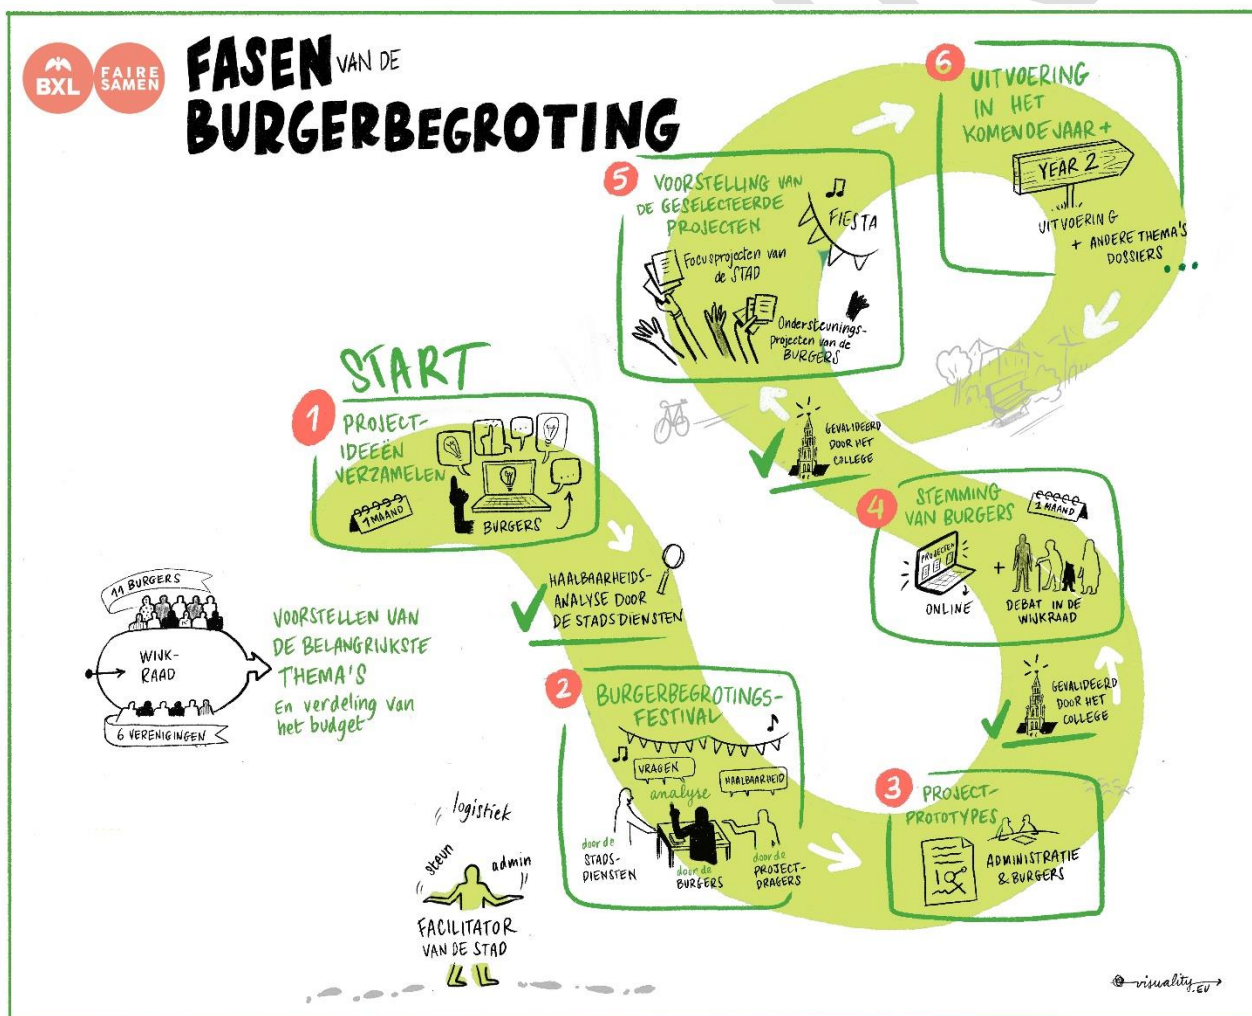 BXL
FAIRE
SAMEN
FASEN VAN DE
BURGERBEGROTING
START
1
PROJECT-
IDEEËN
VERZAMELEN
1 MAAND
BURGERS
11 BURGERS
WIJK-
RAAD
6 VERENIGINGEN
VOORSTELLEN VAN
DE BELANGRIJKSTE
THEMA'S
En verdeling van
het budget
HAALBAARHEIDS-
ANALYSE DOOR
DE STADSDIENSTEN
2
BURGERBEGROTINGS-
FESTIVAL
VRAGEN
HAALBAARHEID
analyse
door de
STADS-
DIENSTEN
door de
BURGERS
door de
PROJECT-
DRAGERS
logistiek
steun
admin
FACILITATOR
VAN DE STAD
3
PROJECT-
PROTOTYPES
ADMINISTRATIE
& BURGERS
GEVALIDEERD
DOOR HET
COLLEGE
4
STEMMING
VAN BURGERS
1 MAAND
PROJECTEN
+
ONLINE
DEBAT IN DE
WIJKRAAD
GEVALIDEERD
DOOR HET
COLLEGE
5
VOORSTELLING VAN
DE GESELECTEERDE
PROJECTEN
FIESTA
Focusprojecten van
de STAD
Ondersteunings-
projecten van de
BURGERS
6
UITVOERING
IN HET
KOMENDE JAAR +
YEAR 2
UITVOERING
+ ANDERE THEMA'S
DOSSIERS
...
visuality.EU